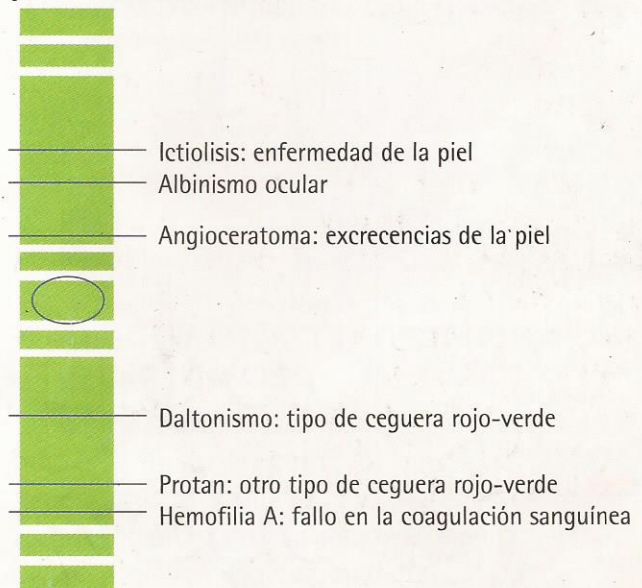 Ictiolisis: enfermedad de la piel
Albinismo ocular
Angioceratoma: excrecencias de la piel
Daltonismo: tipo de ceguera rojo-verde
Protan: otro tipo de ceguera rojo-verde
Hemofilia A: fallo en la coagulación sanguínea